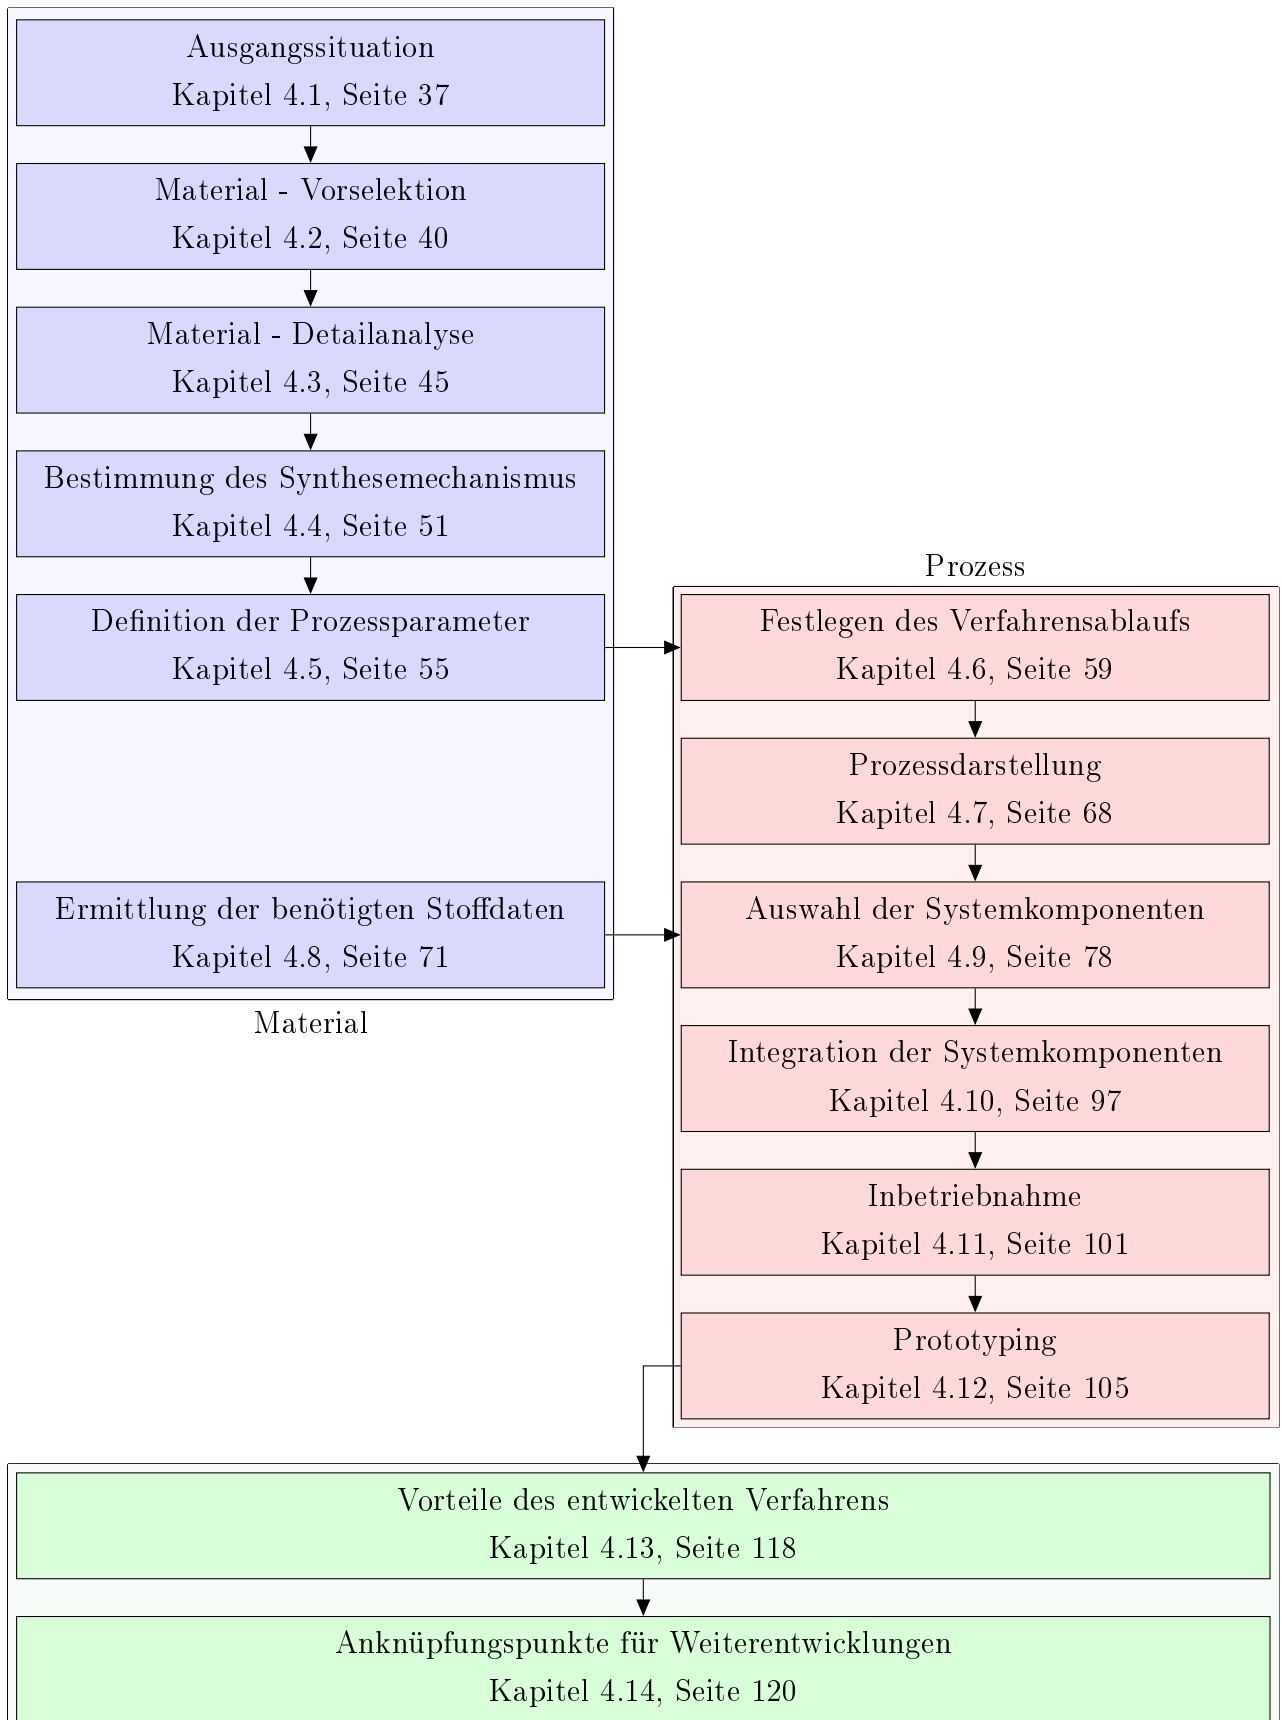 Ausgangssituation
Kapitel 4.1, Seite 37
Material - Vorselektion
Kapitel 4.2, Seite 40
Material - Detailanalyse
Kapitel 4.3, Seite 45
Bestimmung des Synthesemechanismus
Kapitel 4.4, Seite 51
Definition der Prozessparameter
Kapitel 4.5, Seite 55
Ermittlung der benötigten Stoffdaten
Kapitel 4.8, Seite 71
Material
Prozess
Festlegen des Verfahrensablaufs
Kapitel 4.6, Seite 59
Prozessdarstellung
Kapitel 4.7, Seite 68
Auswahl der Systemkomponenten
Kapitel 4.9, Seite 78
Integration der Systemkomponenten
Kapitel 4.10, Seite 97
Inbetriebnahme
Kapitel 4.11, Seite 101
Prototyping
Kapitel 4.12, Seite 105
Vorteile des entwickelten Verfahrens
Kapitel 4.13, Seite 118
Anknüpfungspunkte für Weiterentwicklungen
Kapitel 4.14, Seite 120